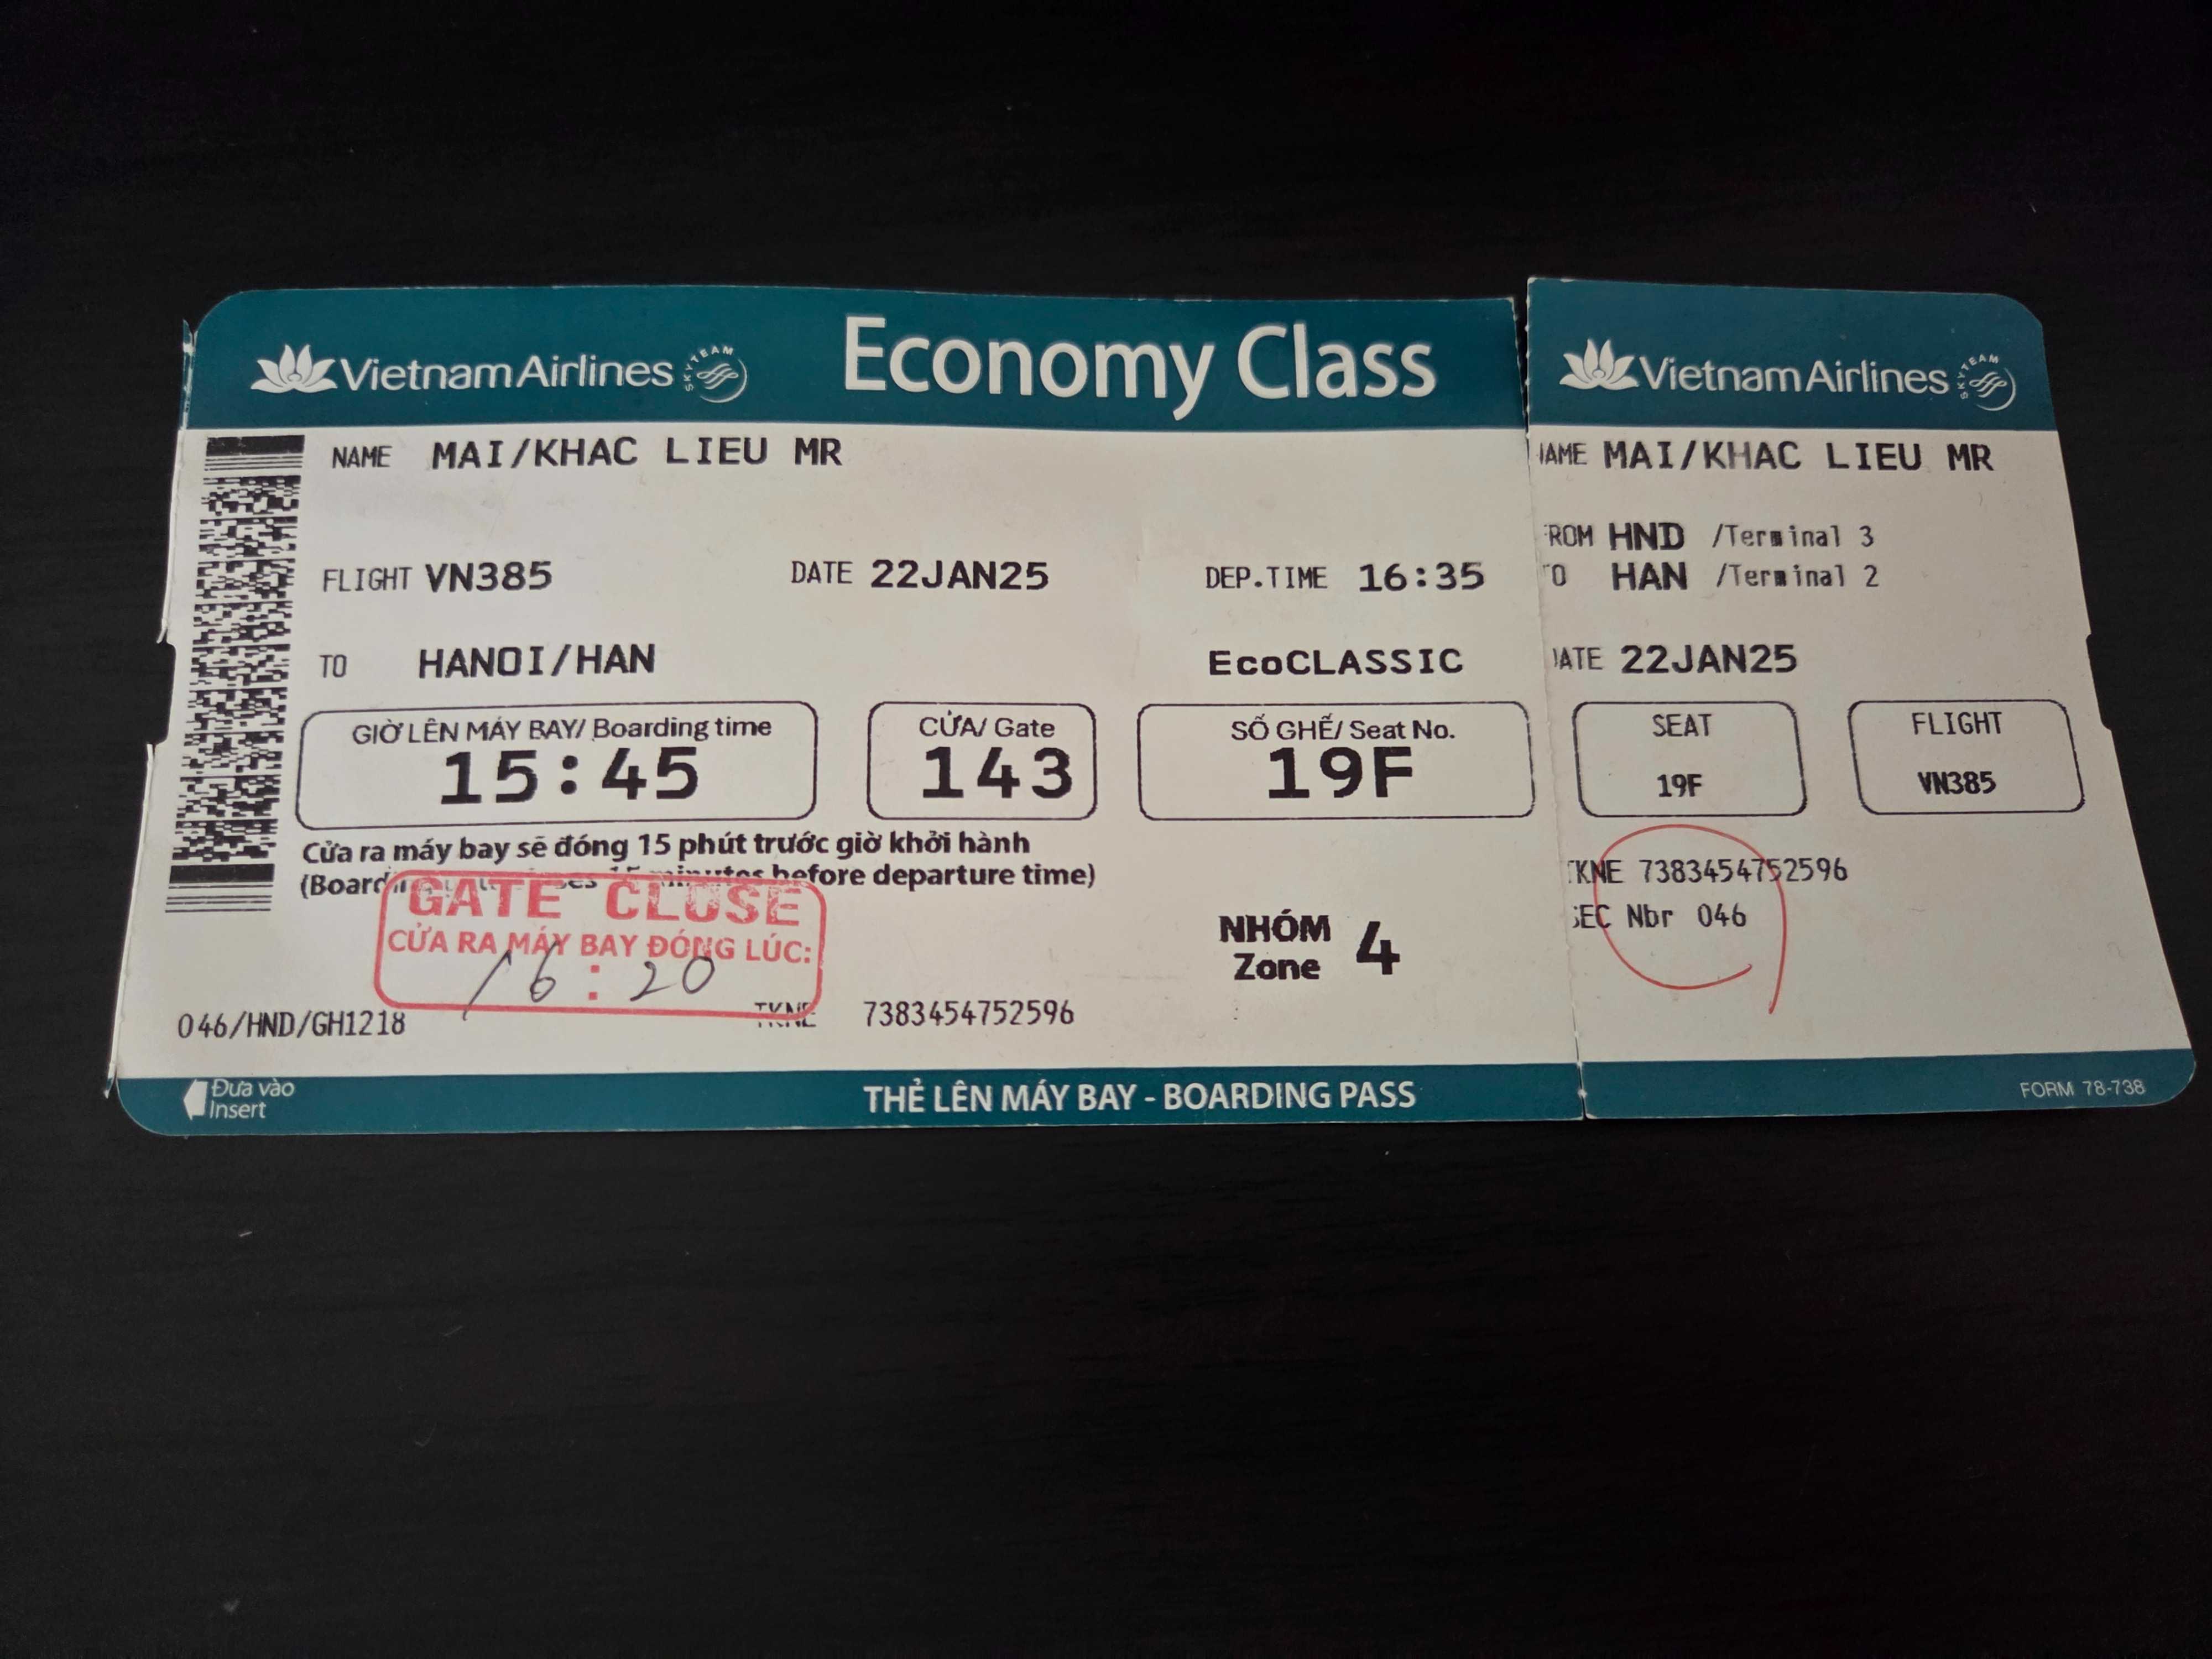 Vietnam Airlines SKYTEAM
Economy Class
NAME MAI/KHAC LIEU MR
FLIGHT VN385 DATE 22JAN25 DEP.TIME 16:35
TO HANOI/HAN EcoCLASSIC
GIỜ LÊN MÁY BAY/ Boarding time
15:45
CỬA/ Gate
143
SỐ GHẾ/ Seat No.
19F
Cửa ra máy bay sẽ đóng 15 phút trước giờ khởi hành
before departure time)
GATE CLOSE
CỬA RA MÁY BAY ĐÓNG LÚC:
16:20
NHÓM
Zone 4
046/HND/GH1218 TKNE 7383454752596
Đưa vào
Insert
THẺ LÊN MÁY BAY - BOARDING PASS
Vietnam Airlines SKYTEAM
AME MAI/KHAC LIEU MR
ROM HND /Terminal 3
O HAN /Terminal 2
ATE 22JAN25
SEAT
19F
FLIGHT
VN385
TKNE 7383454752596
EC Nbr 046
FORM 78-738